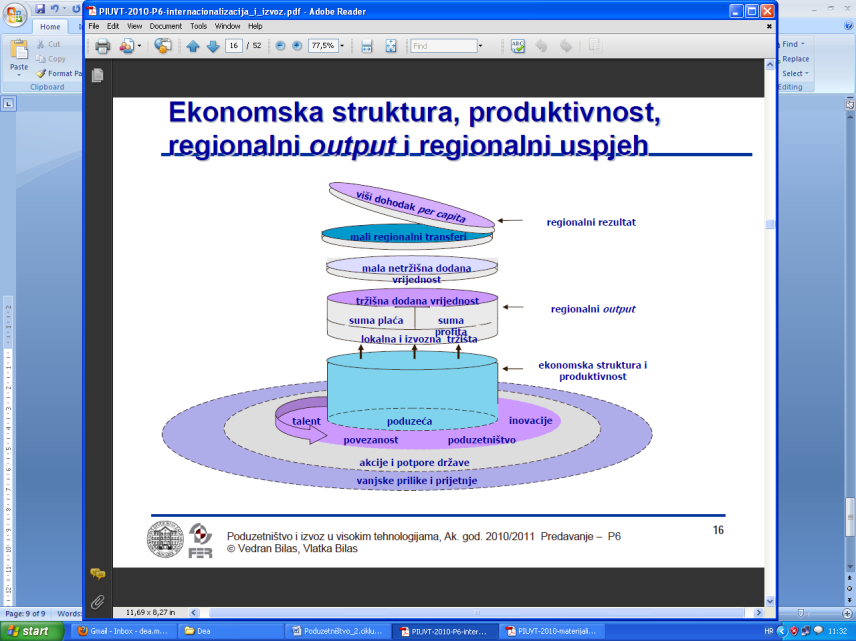 PIUVT-2010-P6-internacionalizacija_i_izvoz.pdf - Adobe Reader
File Edit View Document Tools Window Help
16 / 52 77,5% Find
Home
Cut
Copy
Format Pa
Paste
Clipboard
Find
Replace
Select
Editing
Ekonomska struktura, produktivnost,
regionalni output i regionalni uspjeh
viši dohodak per capita
regionalni rezultat
mali regionalni transferi
mala netržišna dodana
vrijednost
tržišna dodana vrijednost
regionalni output
suma plaća
suma
profita
lokalna i izvozna tržišta
ekonomska struktura i
produktivnost
talent
poduzeća
inovacije
povezanost
poduzetništvo
akcije i potpore države
vanjske prilike i prijetnje
FER
Poduzetništvo i izvoz u visokim tehnologijama, Ak. god. 2010/2011 Predavanje – P6
© Vedran Bilas, Vlatka Bilas
16
11,69 x 8,27 in
Page: 9 of 9 Words:
start
Gmail - Inbox - dea.m...
Dea
Poduzetništvo_2.ciklu...
PIUVT-2010-P6-inter...
PIUVT-2010-materijali...
HR
11:32